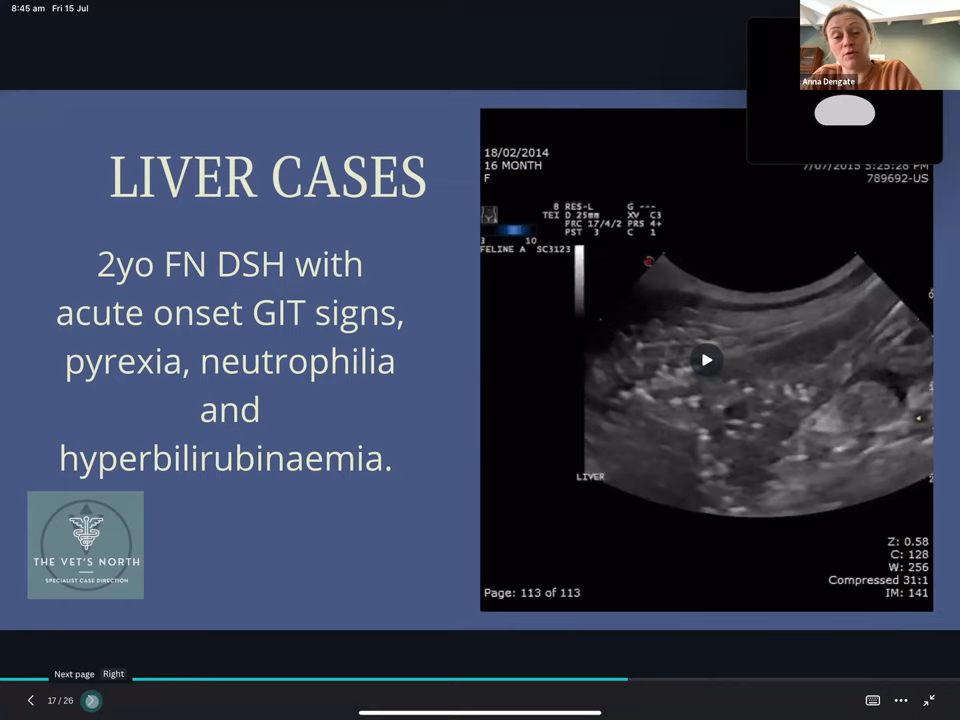 8:45 am Fri 15 Jul
Anna Dengate
LIVER CASES
2yo FN DSH with
acute onset GIT signs,
pyrexia, neutrophilia
and
hyperbilirubinaemia.
THE VET'S NORTH
SPECIALIST CASE DIRECTION
18/02/2014
16 MONTH
F
7/07/2015 5:25:28 PM
789692-US
8 RES-L G ---
TEI D 25mm XV C3
PRC 17/4/2 PRS 4+
PST 3 C 1
3 10
FELINE A SC3123
LIVER
Z: 0.58
C: 128
W: 256
Compressed 31:1
IM: 141
Page: 113 of 113
Next page Right
17 / 26